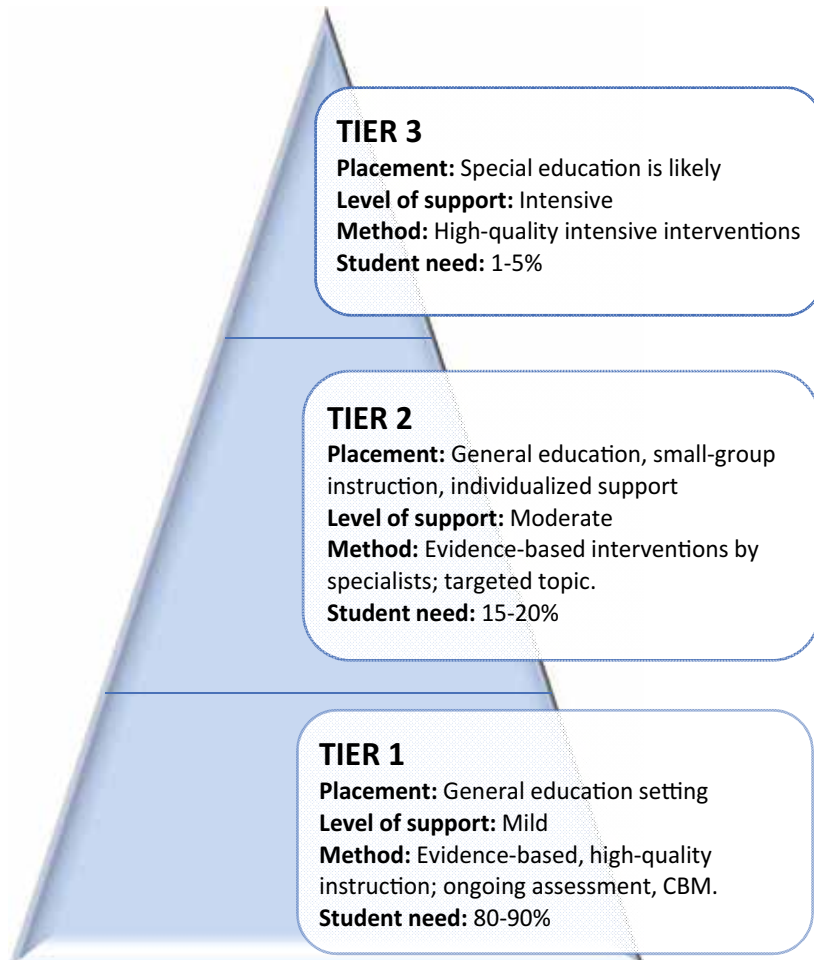 TIER 3
Placement: Special education is likely
Level of support: Intensive
Method: High-quality intensive interventions
Student need: 1-5%
TIER 2
Placement: General education, small-group
instruction, individualized support
Level of support: Moderate
Method: Evidence-based interventions by
specialists; targeted topic.
Student need: 15-20%
TIER 1
Placement: General education setting
Level of support: Mild
Method: Evidence-based, high-quality
instruction; ongoing assessment, CBM.
Student need: 80-90%